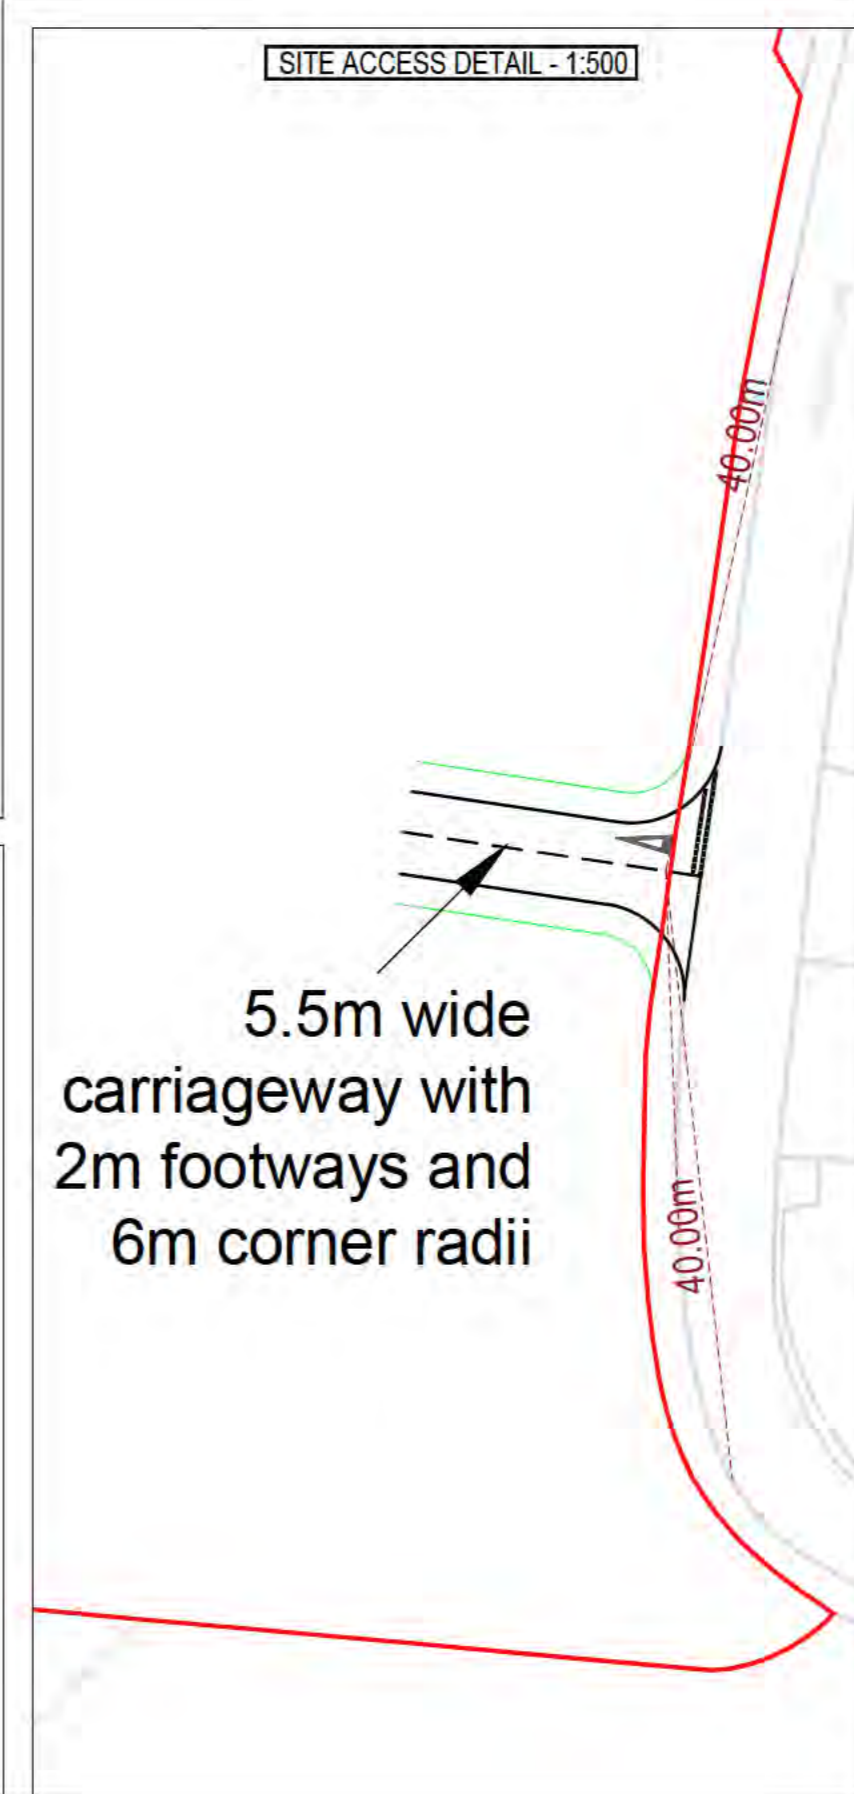 SITE ACCESS DETAIL - 1:500
40.00m
5.5m wide
carriageway with
2m footways and
6m corner radii
40.00m